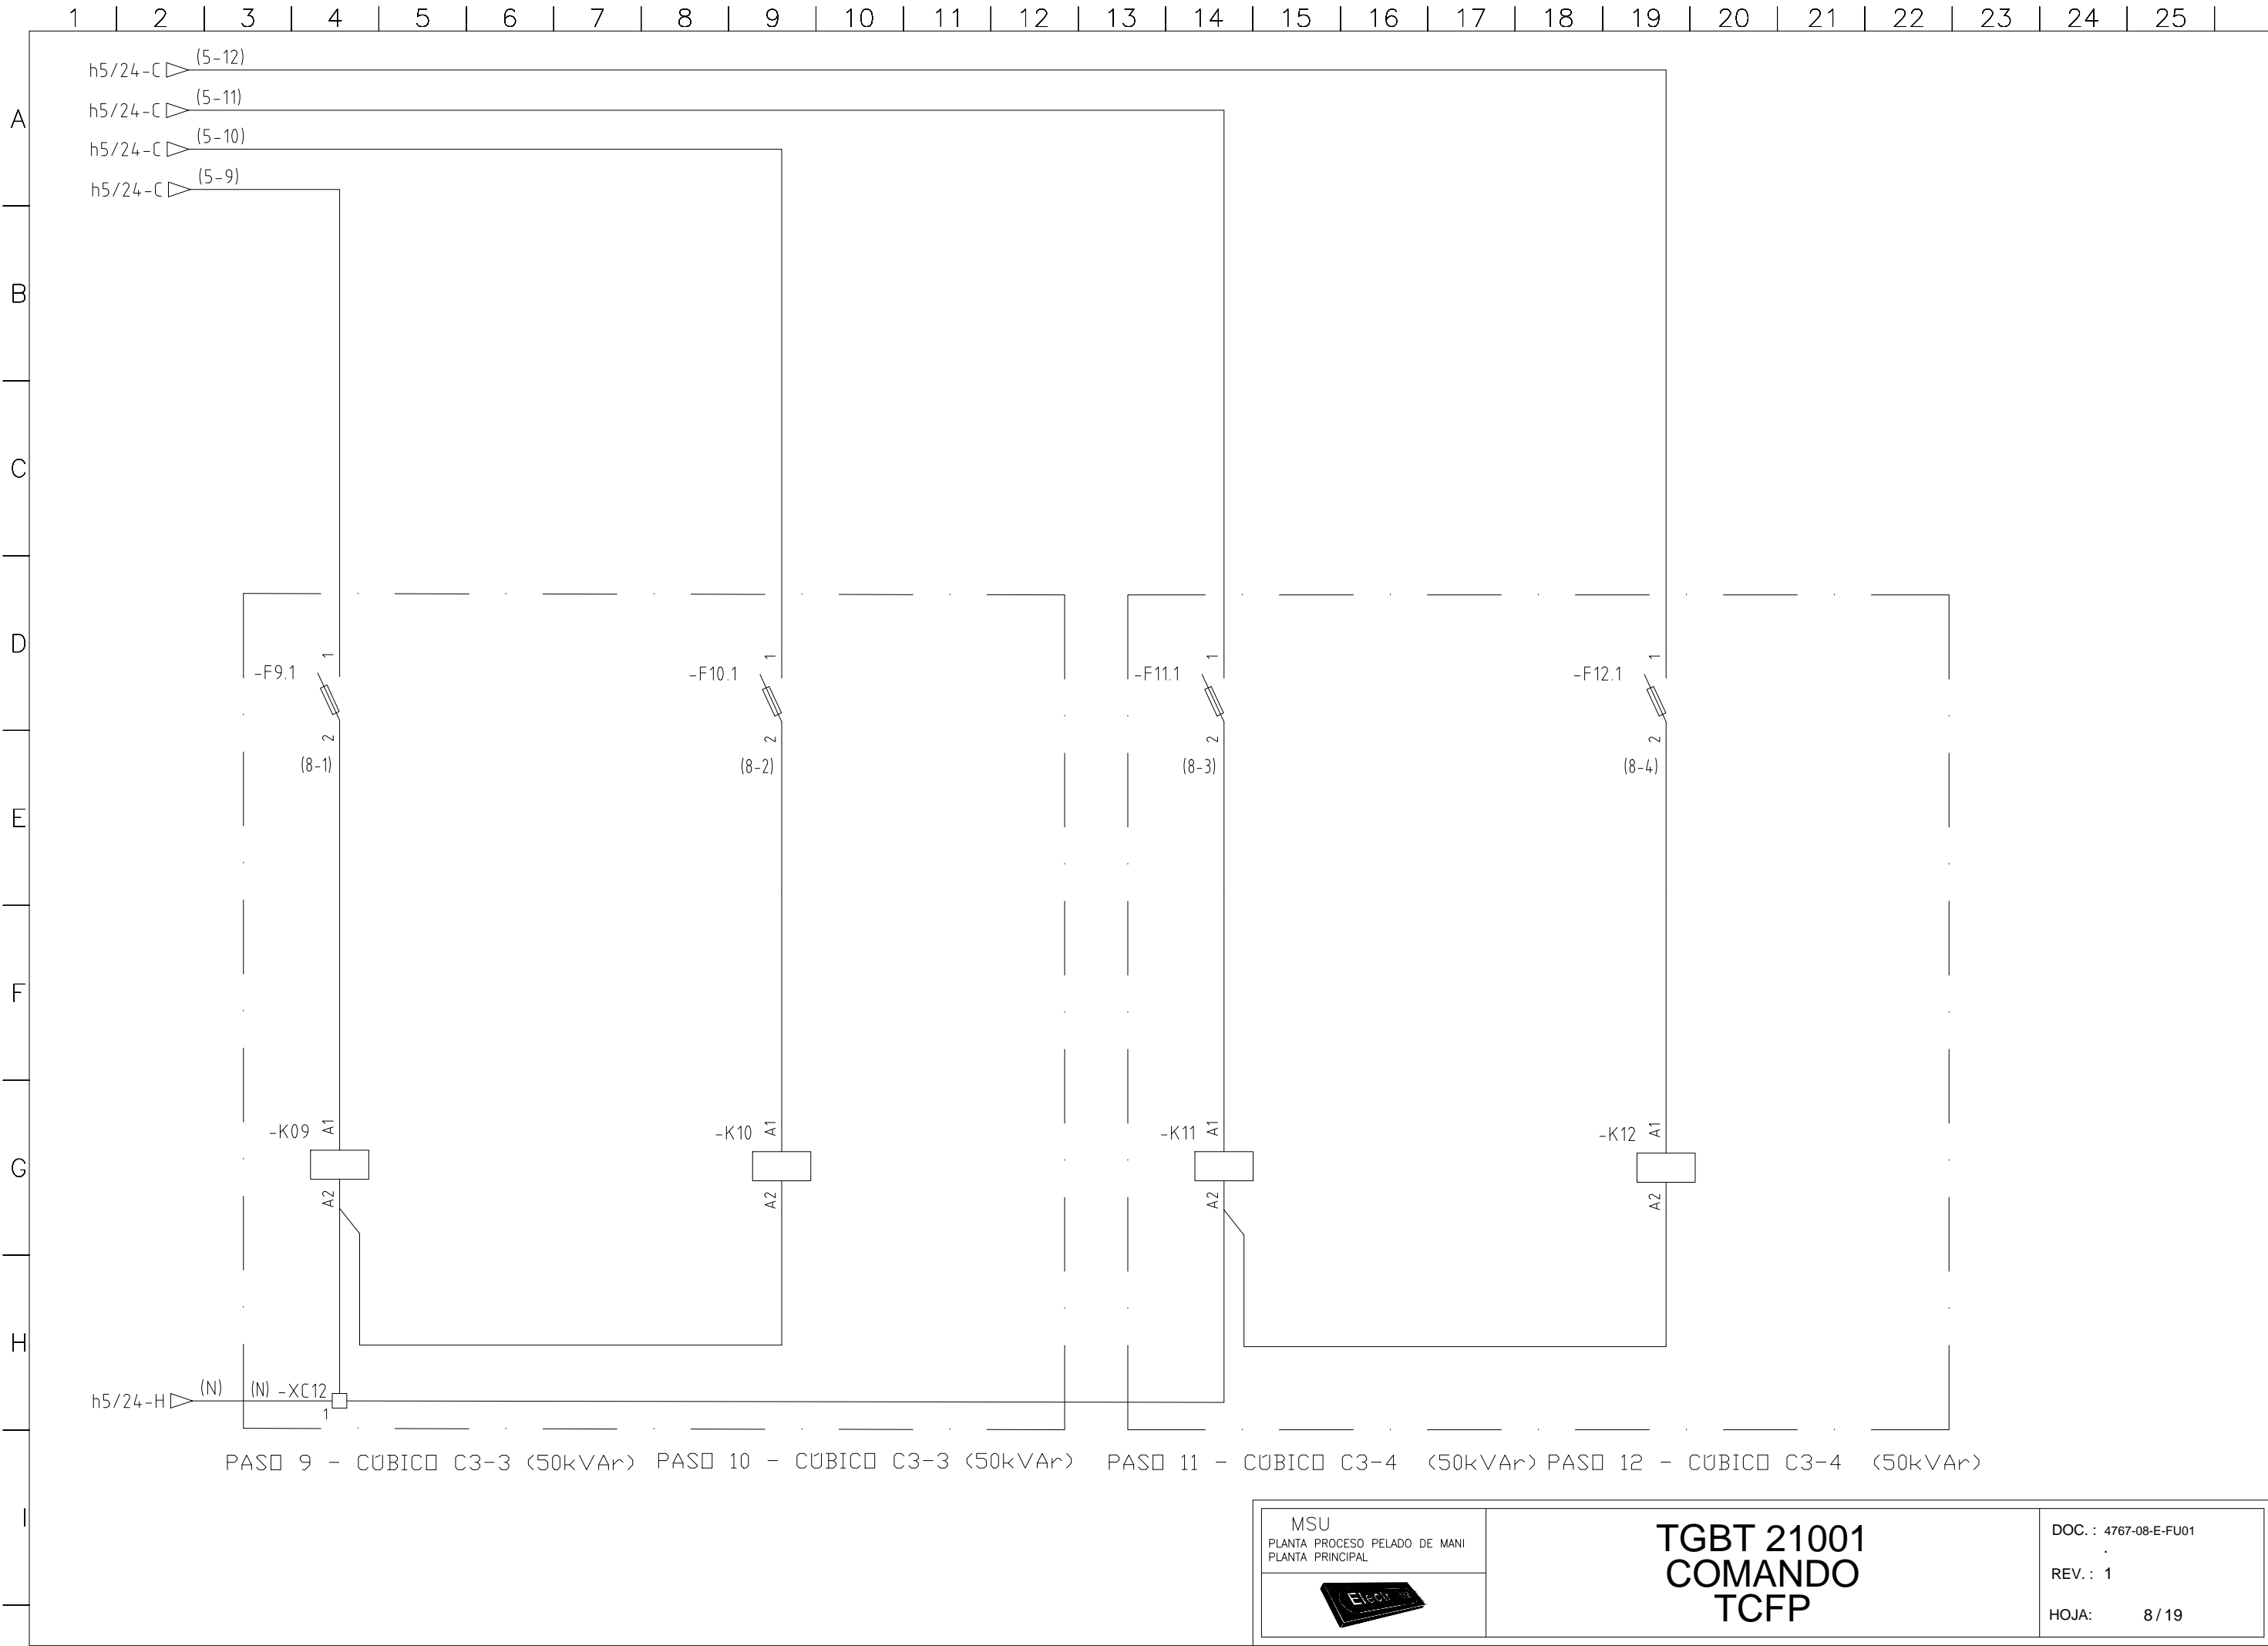 1 2 3 4 5 6 7 8 9 10 11 12 13 14 15 16 17 18 19 20 21 22 23 24 25
h5/24-C (5-12)
A
h5/24-C (5-11)
h5/24-C (5-10)
h5/24-C (5-9)
B
C
D
-F9.1 1 2
-F10.1 1 2
-F11.1 1 2
-F12.1 1 2
(8-1) (8-2) (8-3) (8-4)
E
F
-K09 A1 -K10 A1 -K11 A1 -K12 A1
G
A2 A2 A2 A2
H
h5/24-H (N) (N) -XC12
1
PASO 9 - CÚBICO C3-3 (50kVAr) PASO 10 - CÚBICO C3-3 (50kVAr) PASO 11 - CÚBICO C3-4 (50kVAr) PASO 12 - CÚBICO C3-4 (50kVAr)
I
MSU
PLANTA PROCESO PELADO DE MANI
PLANTA PRINCIPAL
TGBT 21001
COMANDO
TCFP
DOC. : 4767-08-E-FU01
.
REV. : 1
HOJA: 8 / 19